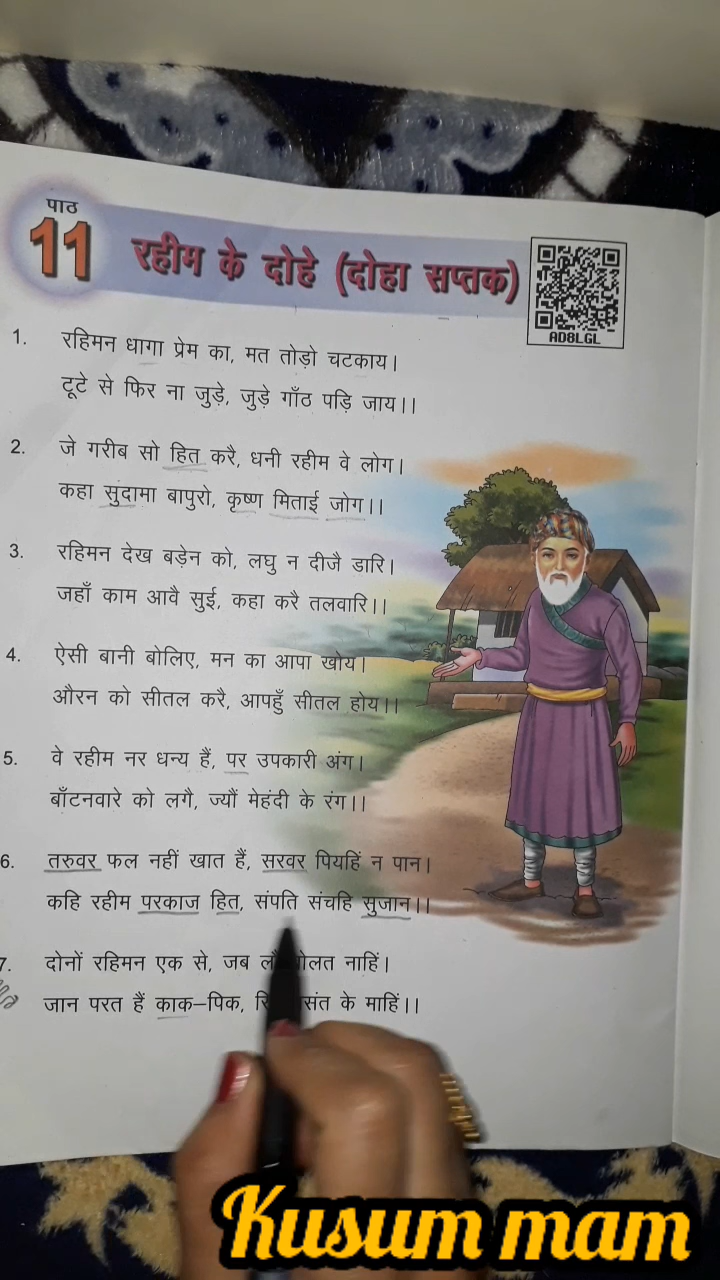 पाठ
11
रहीम के दोहे (दोहा सप्तक)
AD8LGL
1. रहिमन धागा प्रेम का, मत तोड़ो चटकाय।
टूटे से फिर ना जुड़े, जुड़े गाँठ पड़ि जाय।।
2. जे गरीब सो हित करै, धनी रहीम वे लोग।
कहा सुदामा बापुरो, कृष्ण मिताई जोग।।
3. रहिमन देख बड़ेन को, लघु न दीजै डारि।
जहाँ काम आवै सुई, कहा करै तलवारि।।
4. ऐसी बानी बोलिए, मन का आपा खोय।
औरन को सीतल करै, आपहुँ सीतल होय।।
5. वे रहीम नर धन्य हैं, पर उपकारी अंग।
बाँटनवारे को लगै, ज्यौं मेहंदी के रंग।।
6. तरुवर फल नहीं खात हैं, सरवर पियहिं न पान।
कहि रहीम परकाज हित, संपति संचहि सुजान।।
7. दोनों रहिमन एक से, जब नाहिं।
जान परत हैं काक–पिक, के माहिं।।
Kusum mam